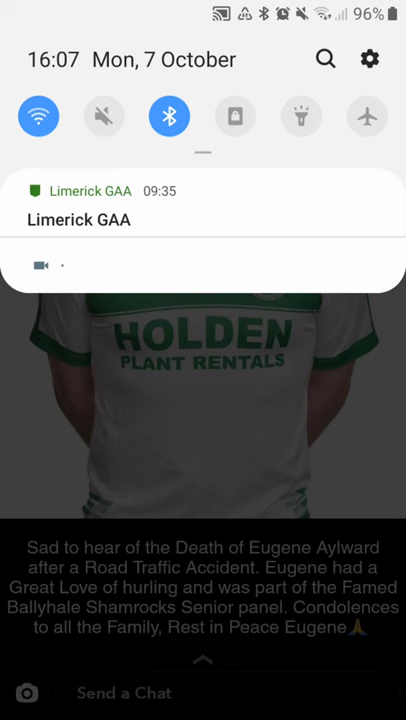 96%
16:07 Mon, 7 October
Limerick GAA 09:35
Limerick GAA
HOLDEN
PLANT RENTALS
Sad to hear of the Death of Eugene Aylward
after a Road Traffic Accident. Eugene had a
Great Love of hurling and was part of the Famed
Ballyhale Shamrocks Senior panel. Condolences
to all the Family, Rest in Peace Eugene🙏
Send a Chat